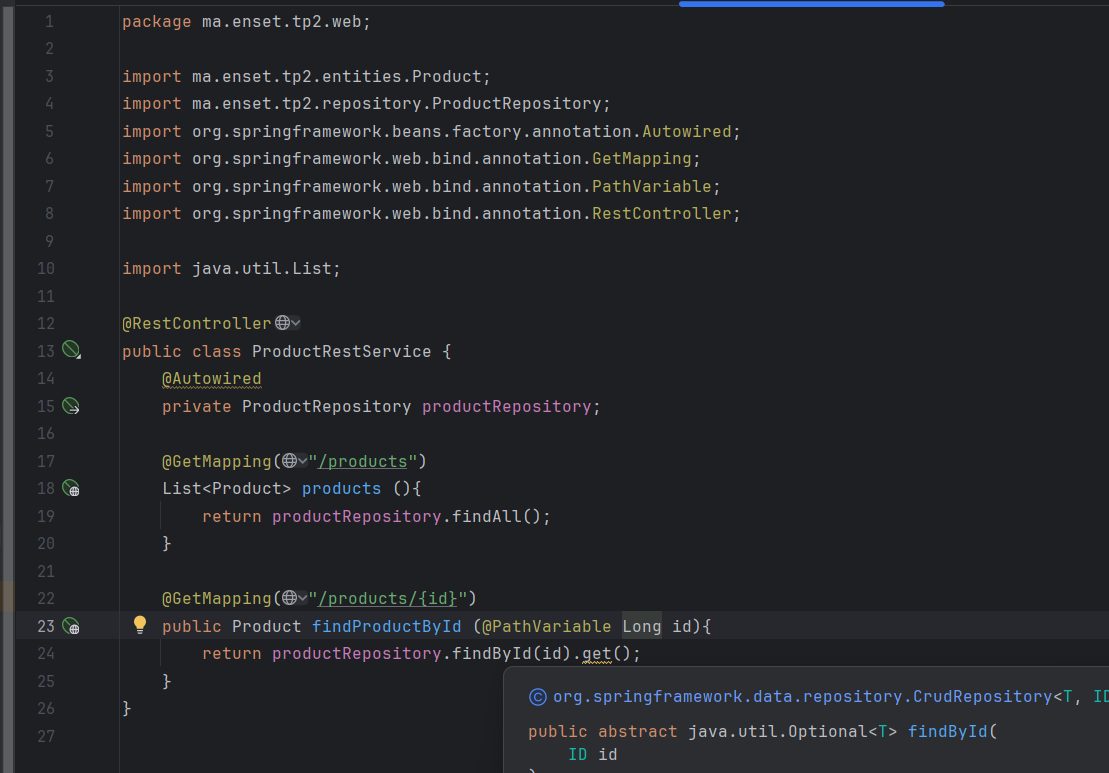 1 package ma.enset.tp2.web;
2
3 import ma.enset.tp2.entities.Product;
4 import ma.enset.tp2.repository.ProductRepository;
5 import org.springframework.beans.factory.annotation.Autowired;
6 import org.springframework.web.bind.annotation.GetMapping;
7 import org.springframework.web.bind.annotation.PathVariable;
8 import org.springframework.web.bind.annotation.RestController;
9
10 import java.util.List;
11
12 @RestController
13 public class ProductRestService {
14     @Autowired
15     private ProductRepository productRepository;
16
17     @GetMapping("/products")
18     List<Product> products (){
19         return productRepository.findAll();
20     }
21
22     @GetMapping("/products/{id}")
23     public Product findProductById (@PathVariable Long id){
24         return productRepository.findById(id).get();
25     }
26 }
27
org.springframework.data.repository.CrudRepository<T, ID
public abstract java.util.Optional<T> findById(
    ID id